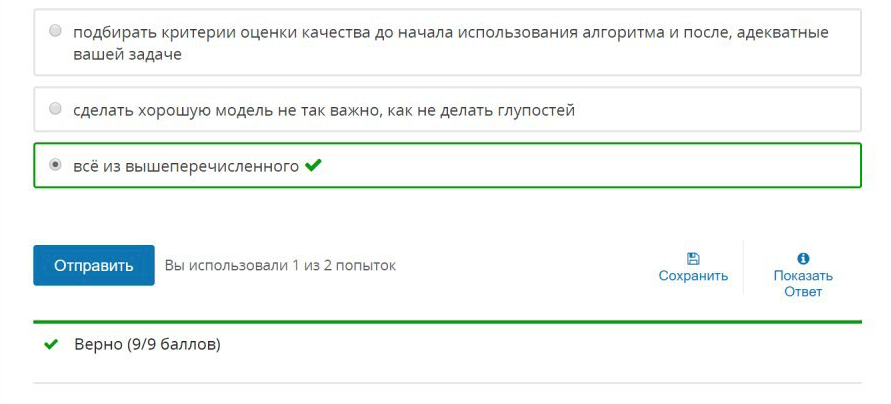 подбирать критерии оценки качества до начала использования алгоритма и после, адекватные
вашей задаче
сделать хорошую модель не так важно, как не делать глупостей
всё из вышеперечисленного
Отправить
Вы использовали 1 из 2 попыток
Сохранить
Показать
Ответ
Верно (9/9 баллов)